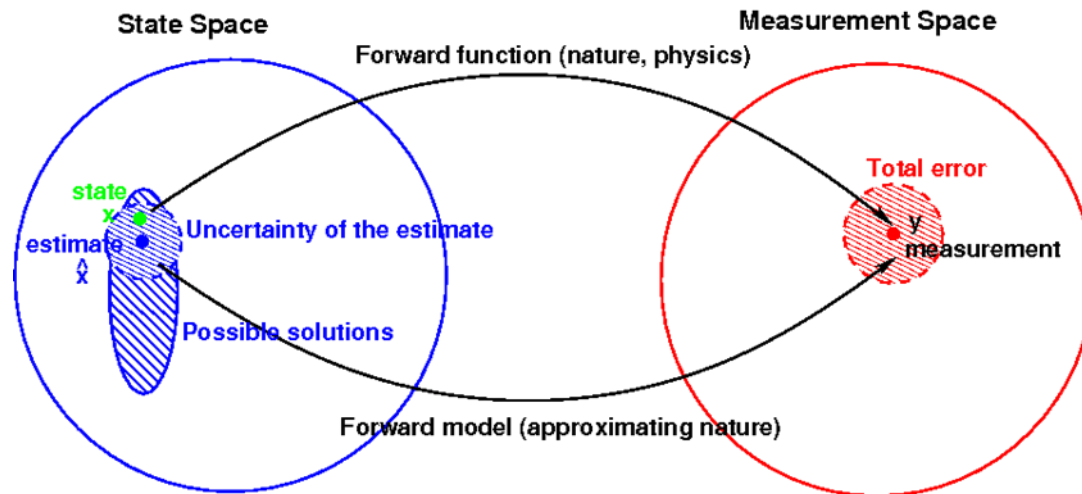 State Space
Measurement Space
Forward function (nature, physics)
Total error
state
x
Uncertainty of the estimate
estimate
x̂
y
measurement
Possible solutions
Forward model (approximating nature)